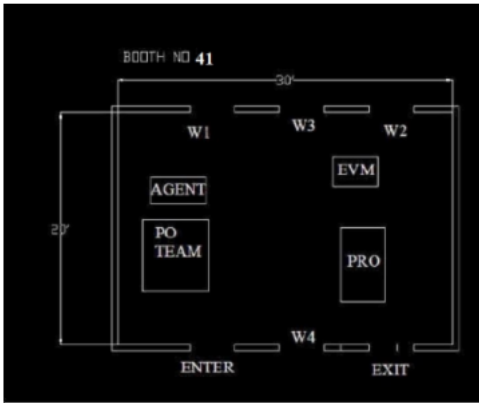 BOOTH NO 41
30'
W1
W3
W2
EVM
AGENT
PO
TEAM
20'
PRO
W4
ENTER
EXIT